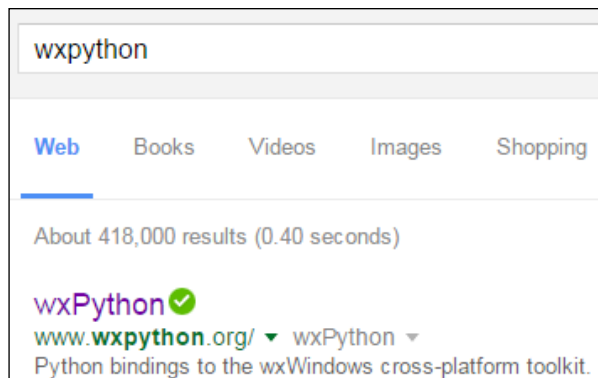 wxpython
Web Books Videos Images Shopping
About 418,000 results (0.40 seconds)
wxPython
www.wxpython.org/ wxPython
Python bindings to the wxWindows cross-platform toolkit.